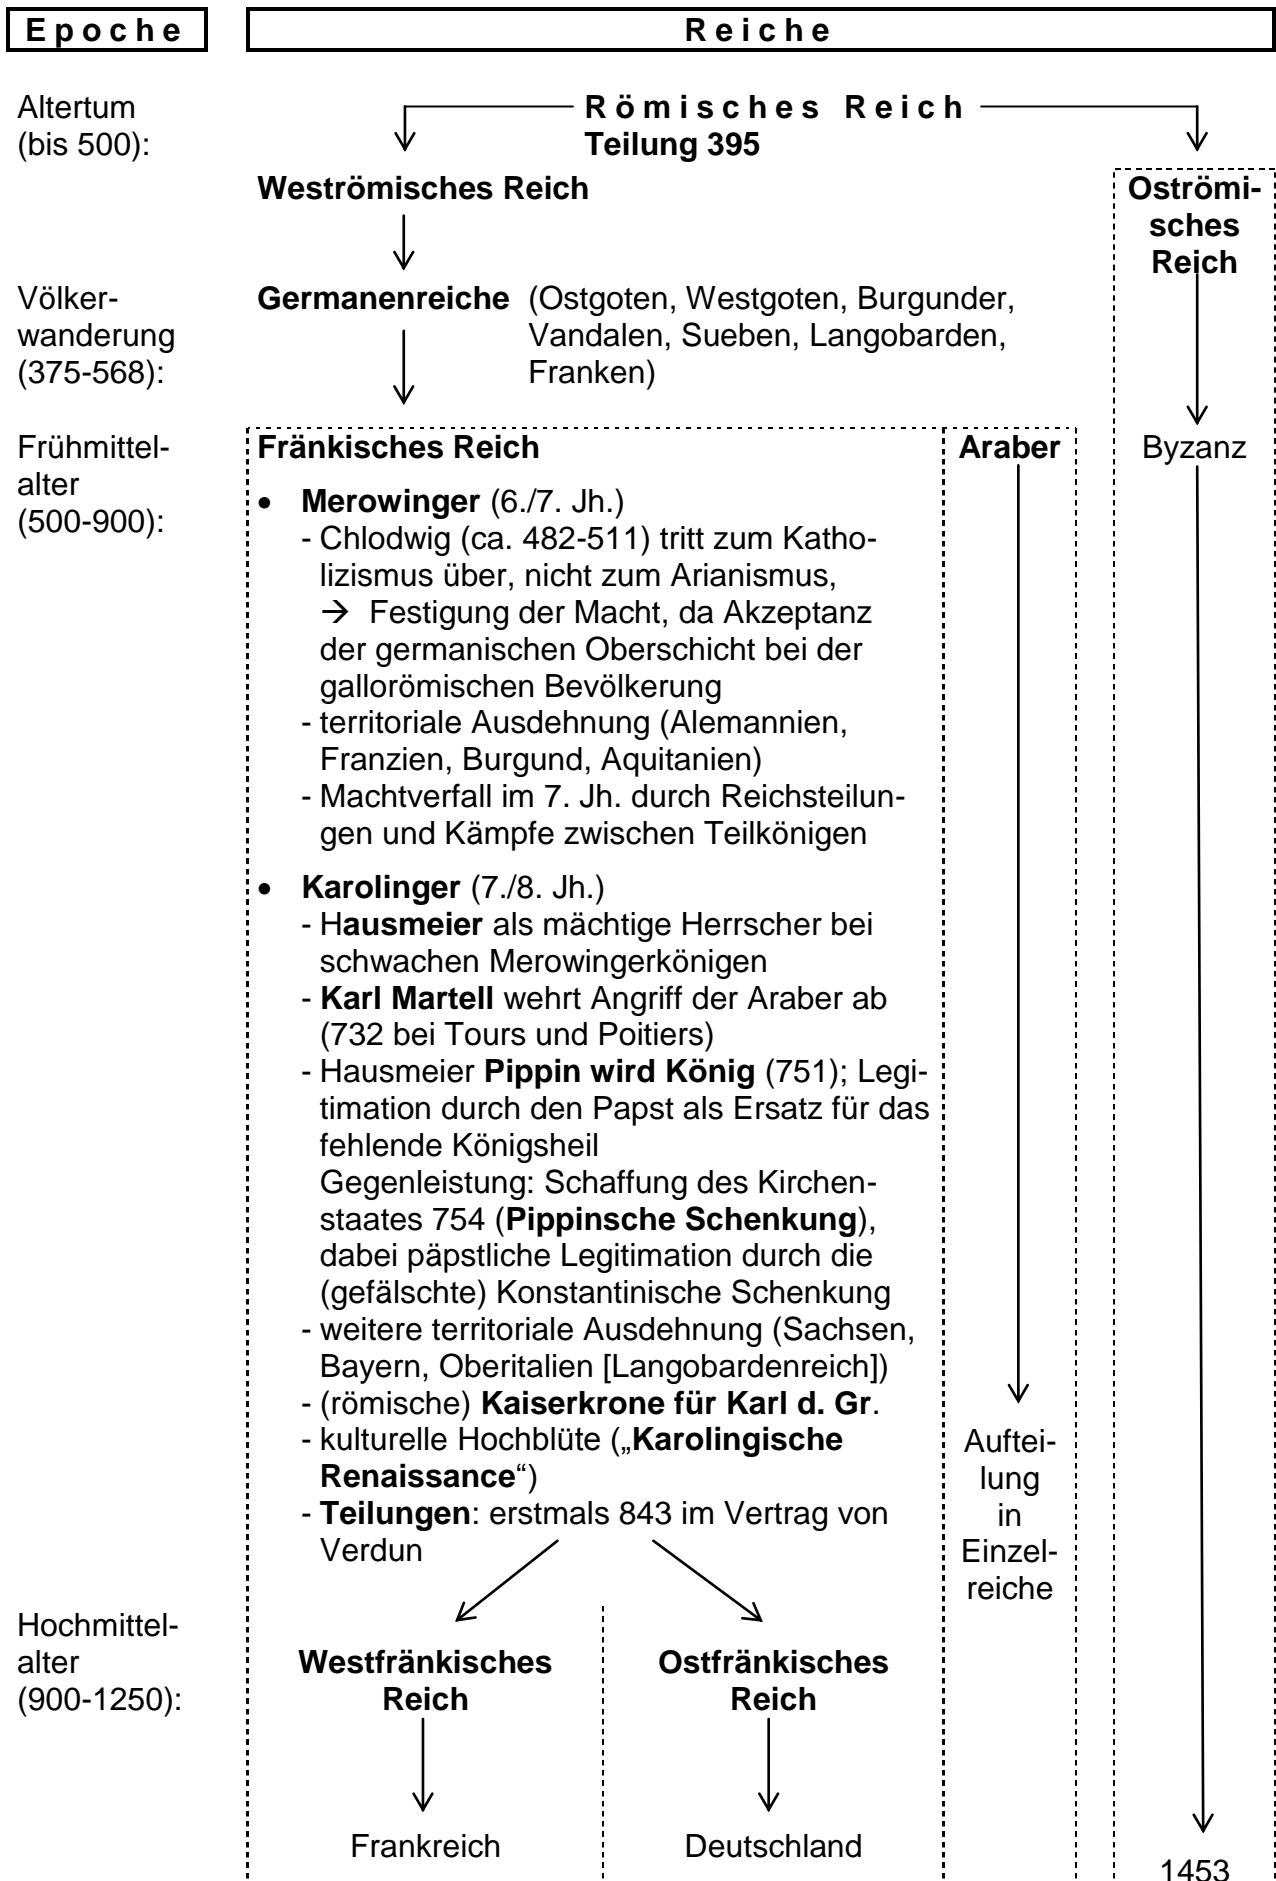 Epoche
Reiche
Altertum
(bis 500):
Römisches Reich
Teilung 395
Weströmisches Reich
Oströmi-
sches
Reich
Völker-
wanderung
(375-568):
Germanenreiche (Ostgoten, Westgoten, Burgunder,
Vandalen, Sueben, Langobarden,
Franken)
Frühmittel-
alter
(500-900):
Fränkisches Reich
• Merowinger (6./7. Jh.)
- Chlodwig (ca. 482-511) tritt zum Katho-
lizismus über, nicht zum Arianismus,
→ Festigung der Macht, da Akzeptanz
der germanischen Oberschicht bei der
gallorömischen Bevölkerung
- territoriale Ausdehnung (Alemannien,
Franzien, Burgund, Aquitanien)
- Machtverfall im 7. Jh. durch Reichsteilun-
gen und Kämpfe zwischen Teilkönigen
• Karolinger (7./8. Jh.)
- Hausmeier als mächtige Herrscher bei
schwachen Merowingerkönigen
- Karl Martell wehrt Angriff der Araber ab
(732 bei Tours und Poitiers)
- Hausmeier Pippin wird König (751); Legi-
timation durch den Papst als Ersatz für das
fehlende Königsheil
Gegenleistung: Schaffung des Kirchen-
staates 754 (Pippinsche Schenkung),
dabei päpstliche Legitimation durch die
(gefälschte) Konstantinische Schenkung
- weitere territoriale Ausdehnung (Sachsen,
Bayern, Oberitalien [Langobardenreich])
- (römische) Kaiserkrone für Karl d. Gr.
- kulturelle Hochblüte („Karolingische
Renaissance“)
- Teilungen: erstmals 843 im Vertrag von
Verdun
Araber
Auftei-
lung
in
Einzel-
reiche
Byzanz
Hochmittel-
alter
(900-1250):
Westfränkisches
Reich
Ostfränkisches
Reich
Frankreich
Deutschland
1453